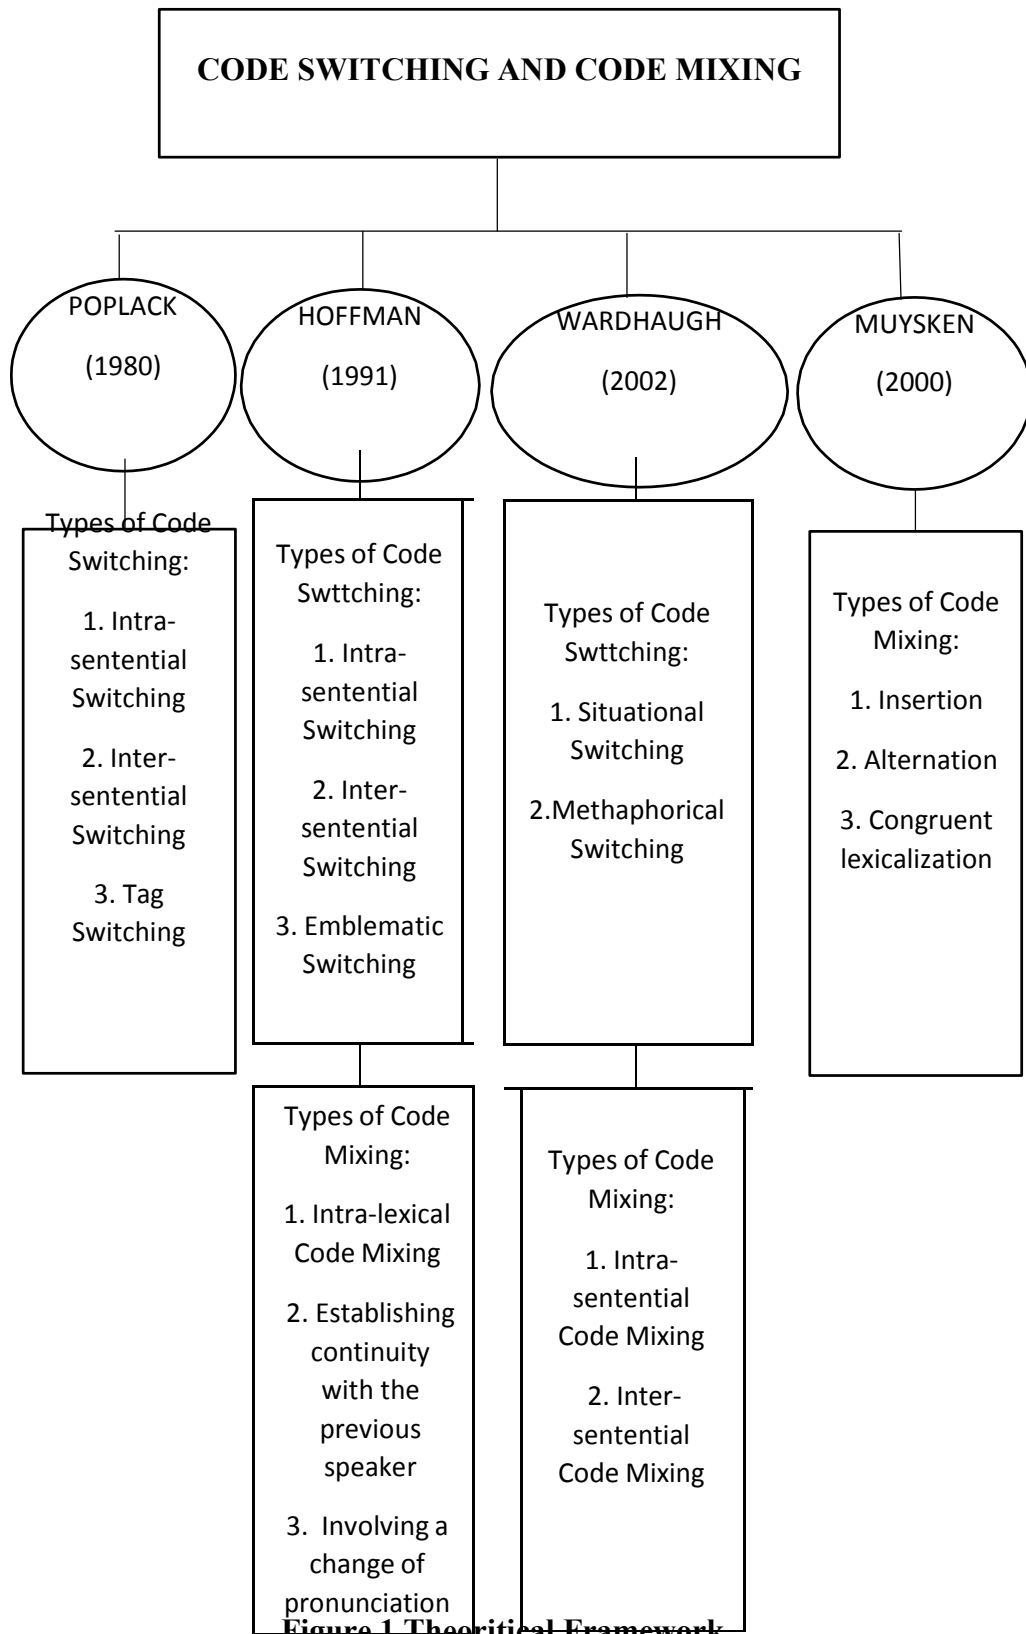 CODE SWITCHING AND CODE MIXING
POPLACK
(1980)
HOFFMAN
(1991)
WARDHAUGH
(2002)
MUYSKEN
(2000)
Types of Code
Switching:
1. Intra-
sentential
Switching
2. Inter-
sentential
Switching
3. Tag
Switching
Types of Code
Swttching:
1. Intra-
sentential
Switching
2. Inter-
sentential
Switching
3. Emblematic
Switching
Types of Code
Swttching:
1. Situational
Switching
2.Methaphorical
Switching
Types of Code
Mixing:
1. Insertion
2. Alternation
3. Congruent
lexicalization
Types of Code
Mixing:
1. Intra-lexical
Code Mixing
2. Establishing
continuity
with the
previous
speaker
3. Involving a
change of
pronunciation
Types of Code
Mixing:
1. Intra-
sentential
Code Mixing
2. Inter-
sentential
Code Mixing
Figure 1 Theoritical Framework